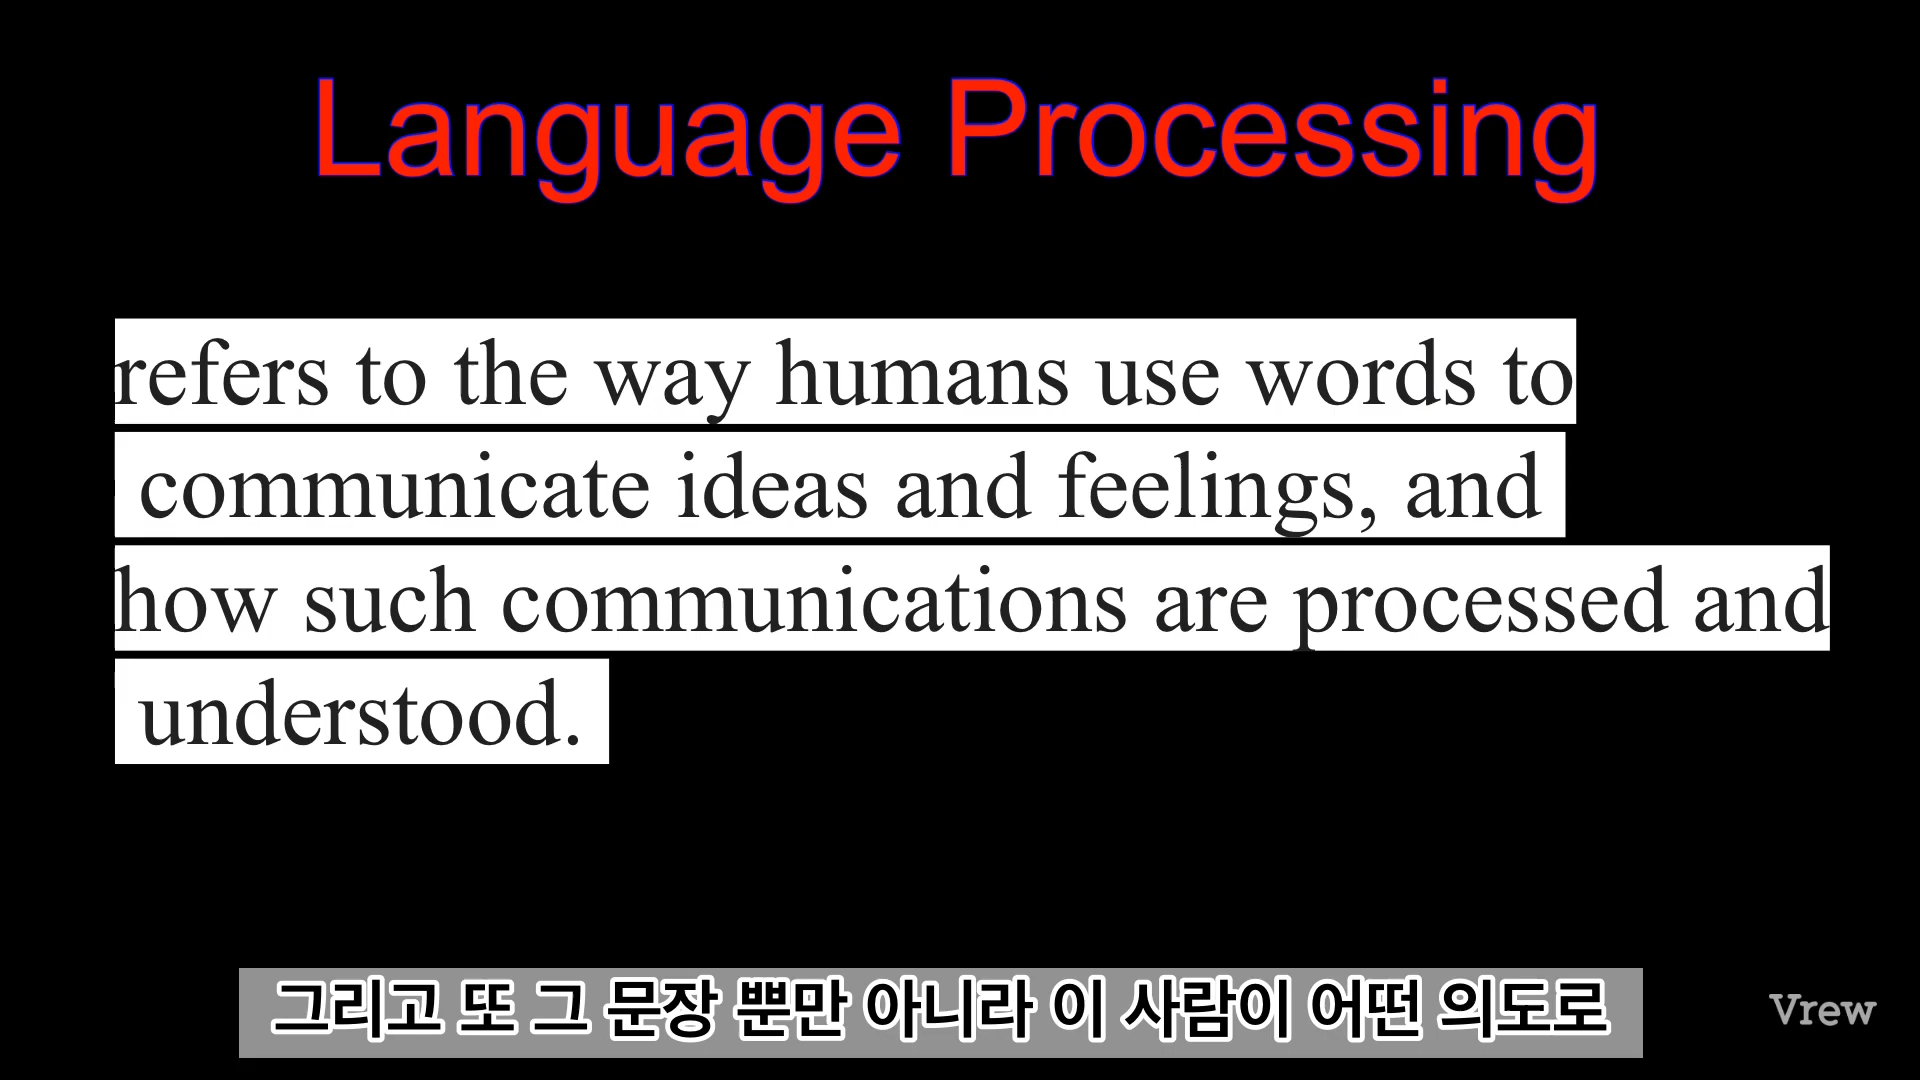 Language Processing
refers to the way humans use words to
communicate ideas and feelings, and
how such communications are processed and
understood.
그리고 또 그 문장 뿐만 아니라 이 사람이 어떤 의도로
Vrew